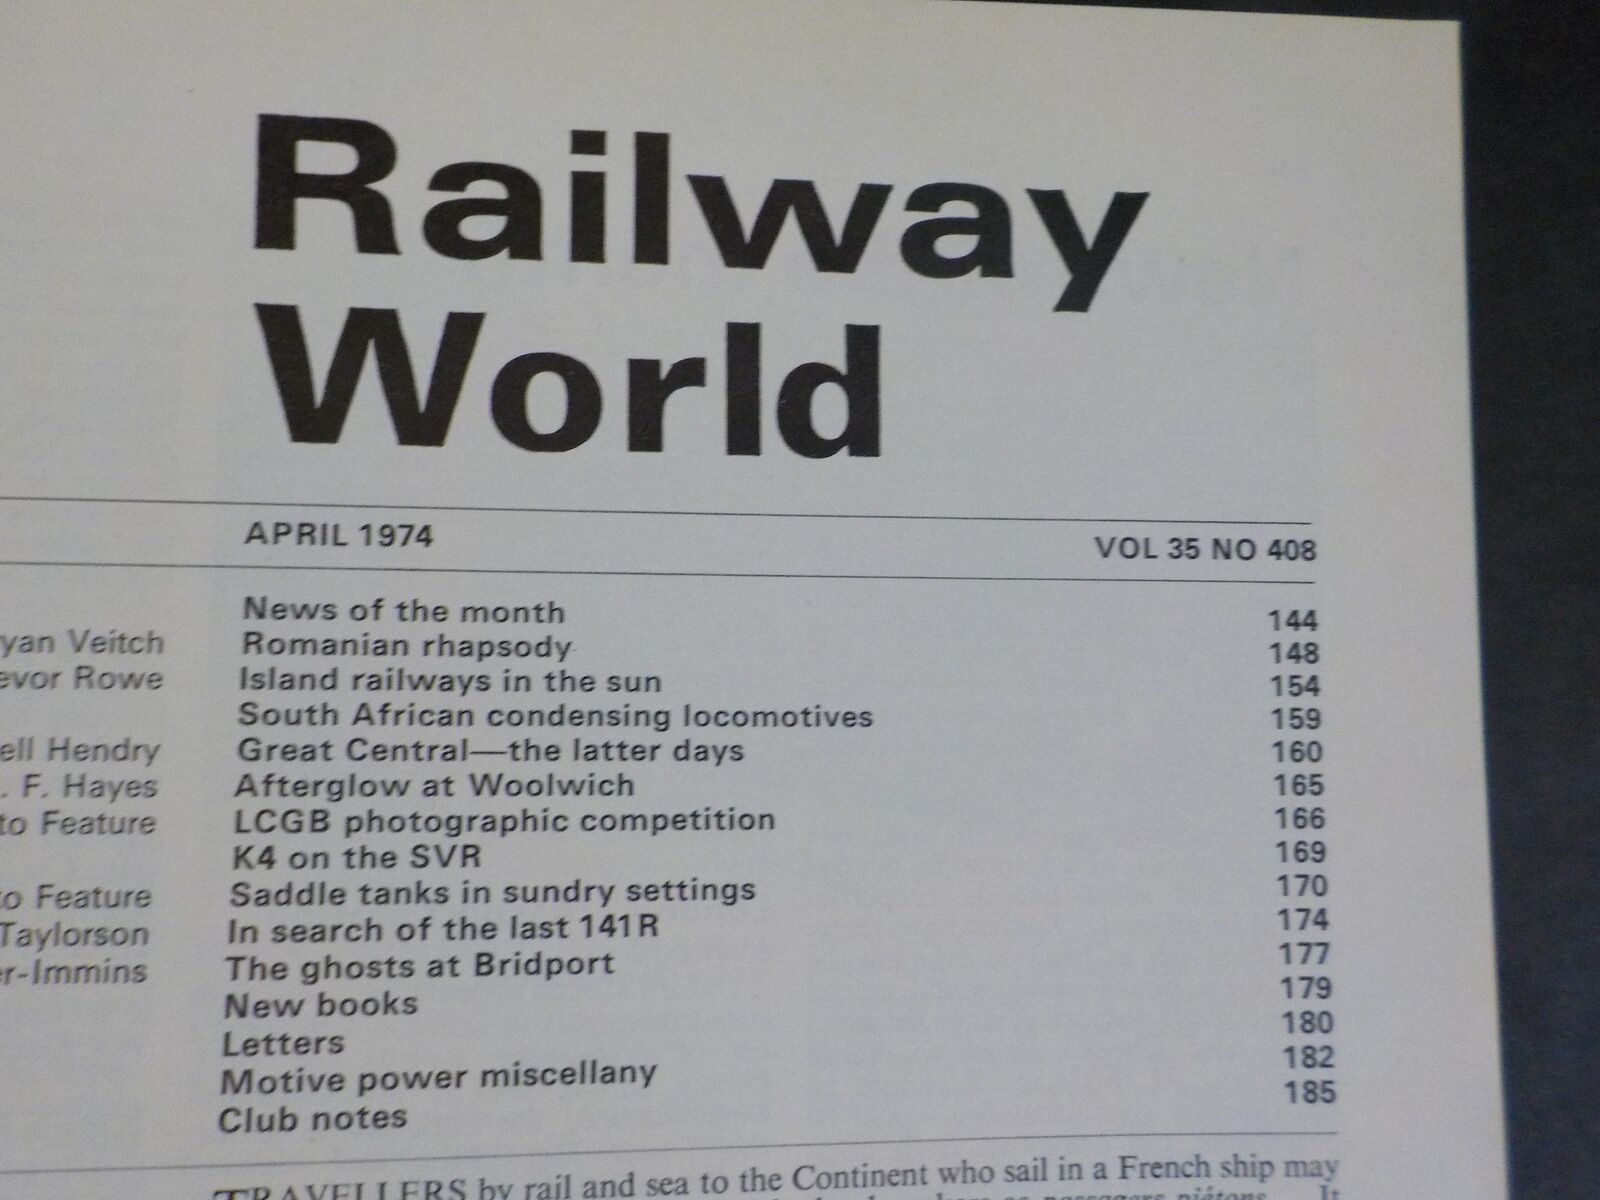 Railway
World
APRIL 1974 VOL 35 NO 408
News of the month 144
Veitch Romanian rhapsody 148
Rowe Island railways in the sun 154
South African condensing locomotives 159
Hendry Great Central—the latter days 160
F. Hayes Afterglow at Woolwich 165
Feature LCGB photographic competition 166
K4 on the SVR 169
Feature Saddle tanks in sundry settings 170
Taylorson In search of the last 141R 174
er-Immins The ghosts at Bridport 177
New books 179
Letters 180
Motive power miscellany 182
Club notes 185
TRAVELLERS by rail and sea to the Continent who sail in a French ship may
as passagers piétons. It